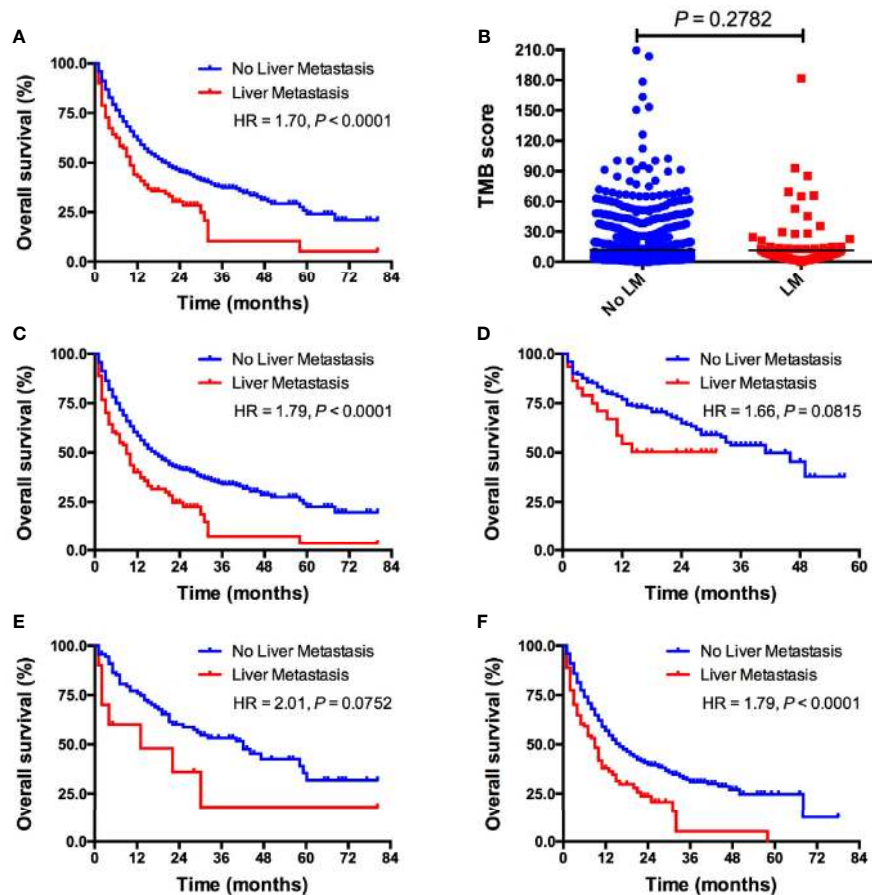 A
100.0
75.0
50.0
25.0
0.0
Overall survival (%)
No Liver Metastasis
Liver Metastasis
HR = 1.70, P < 0.0001
0 12 24 36 48 60 72 84
Time (months)
B
P = 0.2782
210.0
180.0
150.0
120.0
90.0
60.0
30.0
0.0
TMB score
No LM
LM
C
100.0
75.0
50.0
25.0
0.0
Overall survival (%)
No Liver Metastasis
Liver Metastasis
HR = 1.79, P < 0.0001
0 12 24 36 48 60 72 84
Time (months)
D
100.0
75.0
50.0
25.0
0.0
Overall survival (%)
No Liver Metastasis
Liver Metastasis
HR = 1.66, P = 0.0815
0 12 24 36 48 60
Time (months)
E
100.0
75.0
50.0
25.0
0.0
Overall survival (%)
No Liver Metastasis
Liver Metastasis
HR = 2.01, P = 0.0752
0 12 24 36 48 60 72 84
Time (months)
F
100.0
75.0
50.0
25.0
0.0
Overall survival (%)
No Liver Metastasis
Liver Metastasis
HR = 1.79, P < 0.0001
0 12 24 36 48 60 72 84
Time (months)